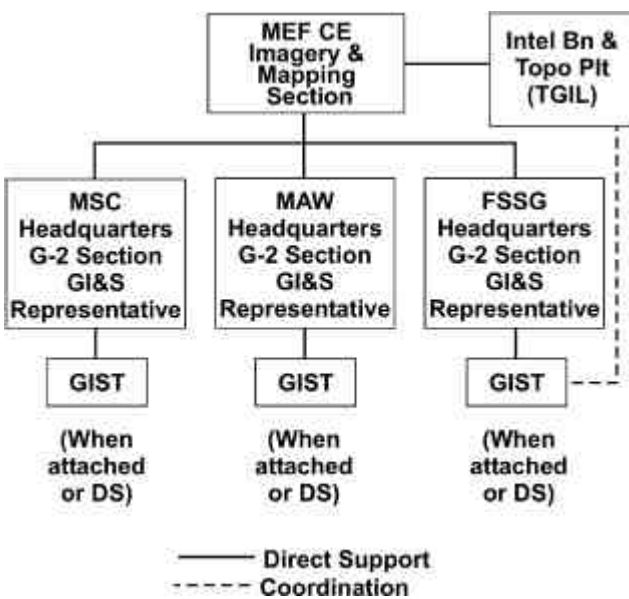 MEF CE
Imagery &
Mapping
Section
Intel Bn &
Topo Plt
(TGIL)
MSC
Headquarters
G-2 Section
GI&S
Representative
MAW
Headquarters
G-2 Section
GI&S
Representative
FSSG
Headquarters
G-2 Section
GI&S
Representative
GIST
GIST
GIST
(When
attached
or DS)
(When
attached
or DS)
(When
attached
or DS)
Direct Support
Coordination